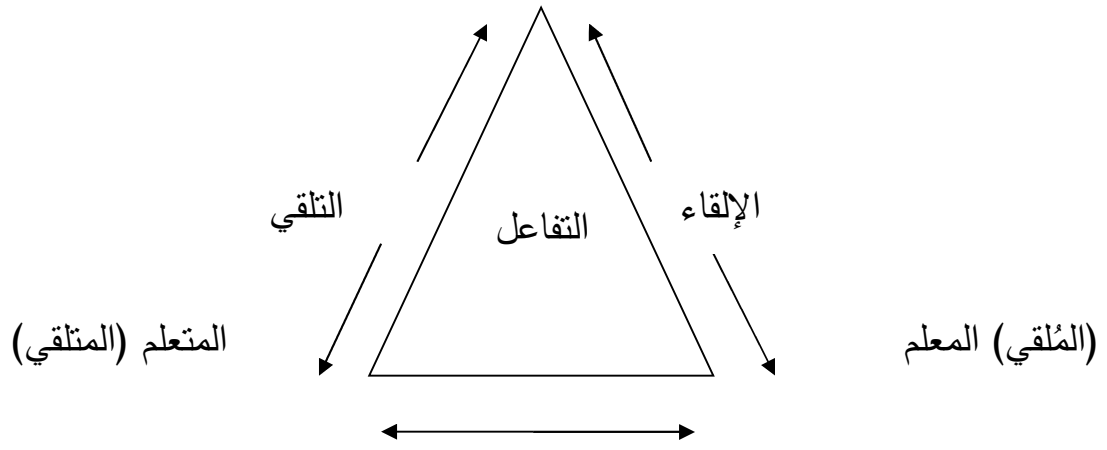 الإلقاء
التلقي
التفاعل
(المُلقي) المعلم
المتعلم (المتلقي)